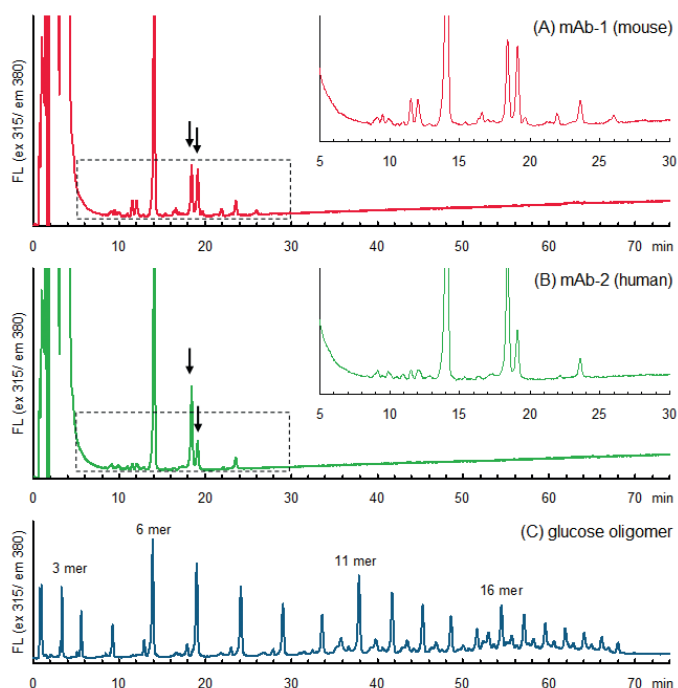 (A) mAb-1 (mouse)
FL (ex 315/ em 380)
5 10 15 20 25 30
0 10 20 30 40 50 60 70 min
(B) mAb-2 (human)
FL (ex 315/ em 380)
5 10 15 20 25 30
0 10 20 30 40 50 60 70 min
(C) glucose oligomer
FL (ex 315/ em 380)
3 mer
6 mer
11 mer
16 mer
0 10 20 30 40 50 60 70 min